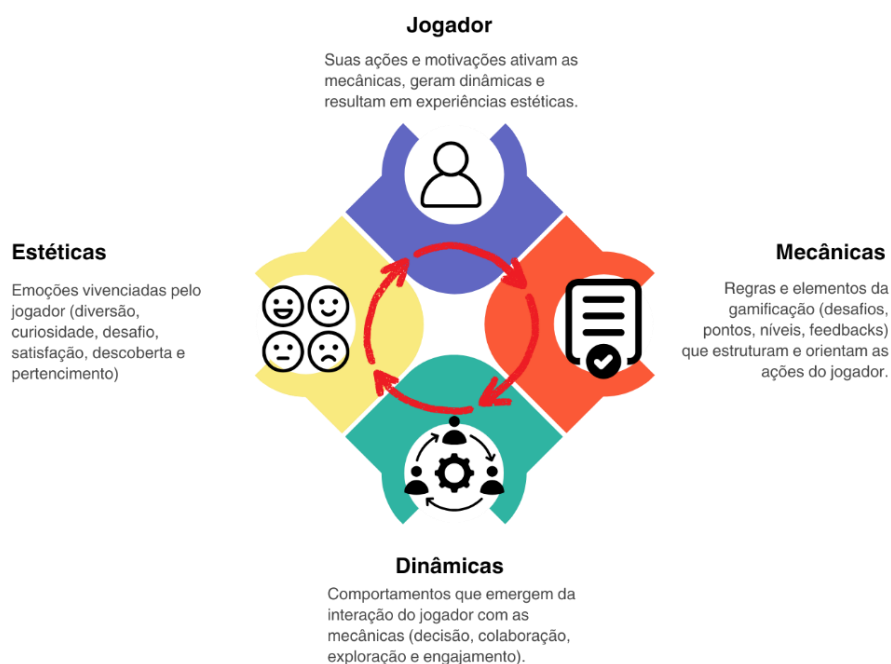 Jogador
Suas ações e motivações ativam as
mecânicas, geram dinâmicas e
resultam em experiências estéticas.
Estéticas
Emoções vivenciadas pelo
jogador (diversão,
curiosidade, desafio,
satisfação, descoberta e
pertencimento)
Mecânicas
Regras e elementos da
gamificação (desafios,
pontos, níveis, feedbacks)
que estruturam e orientam as
ações do jogador.
Dinâmicas
Comportamentos que emergem da
interação do jogador com as
mecânicas (decisão, colaboração,
exploração e engajamento).